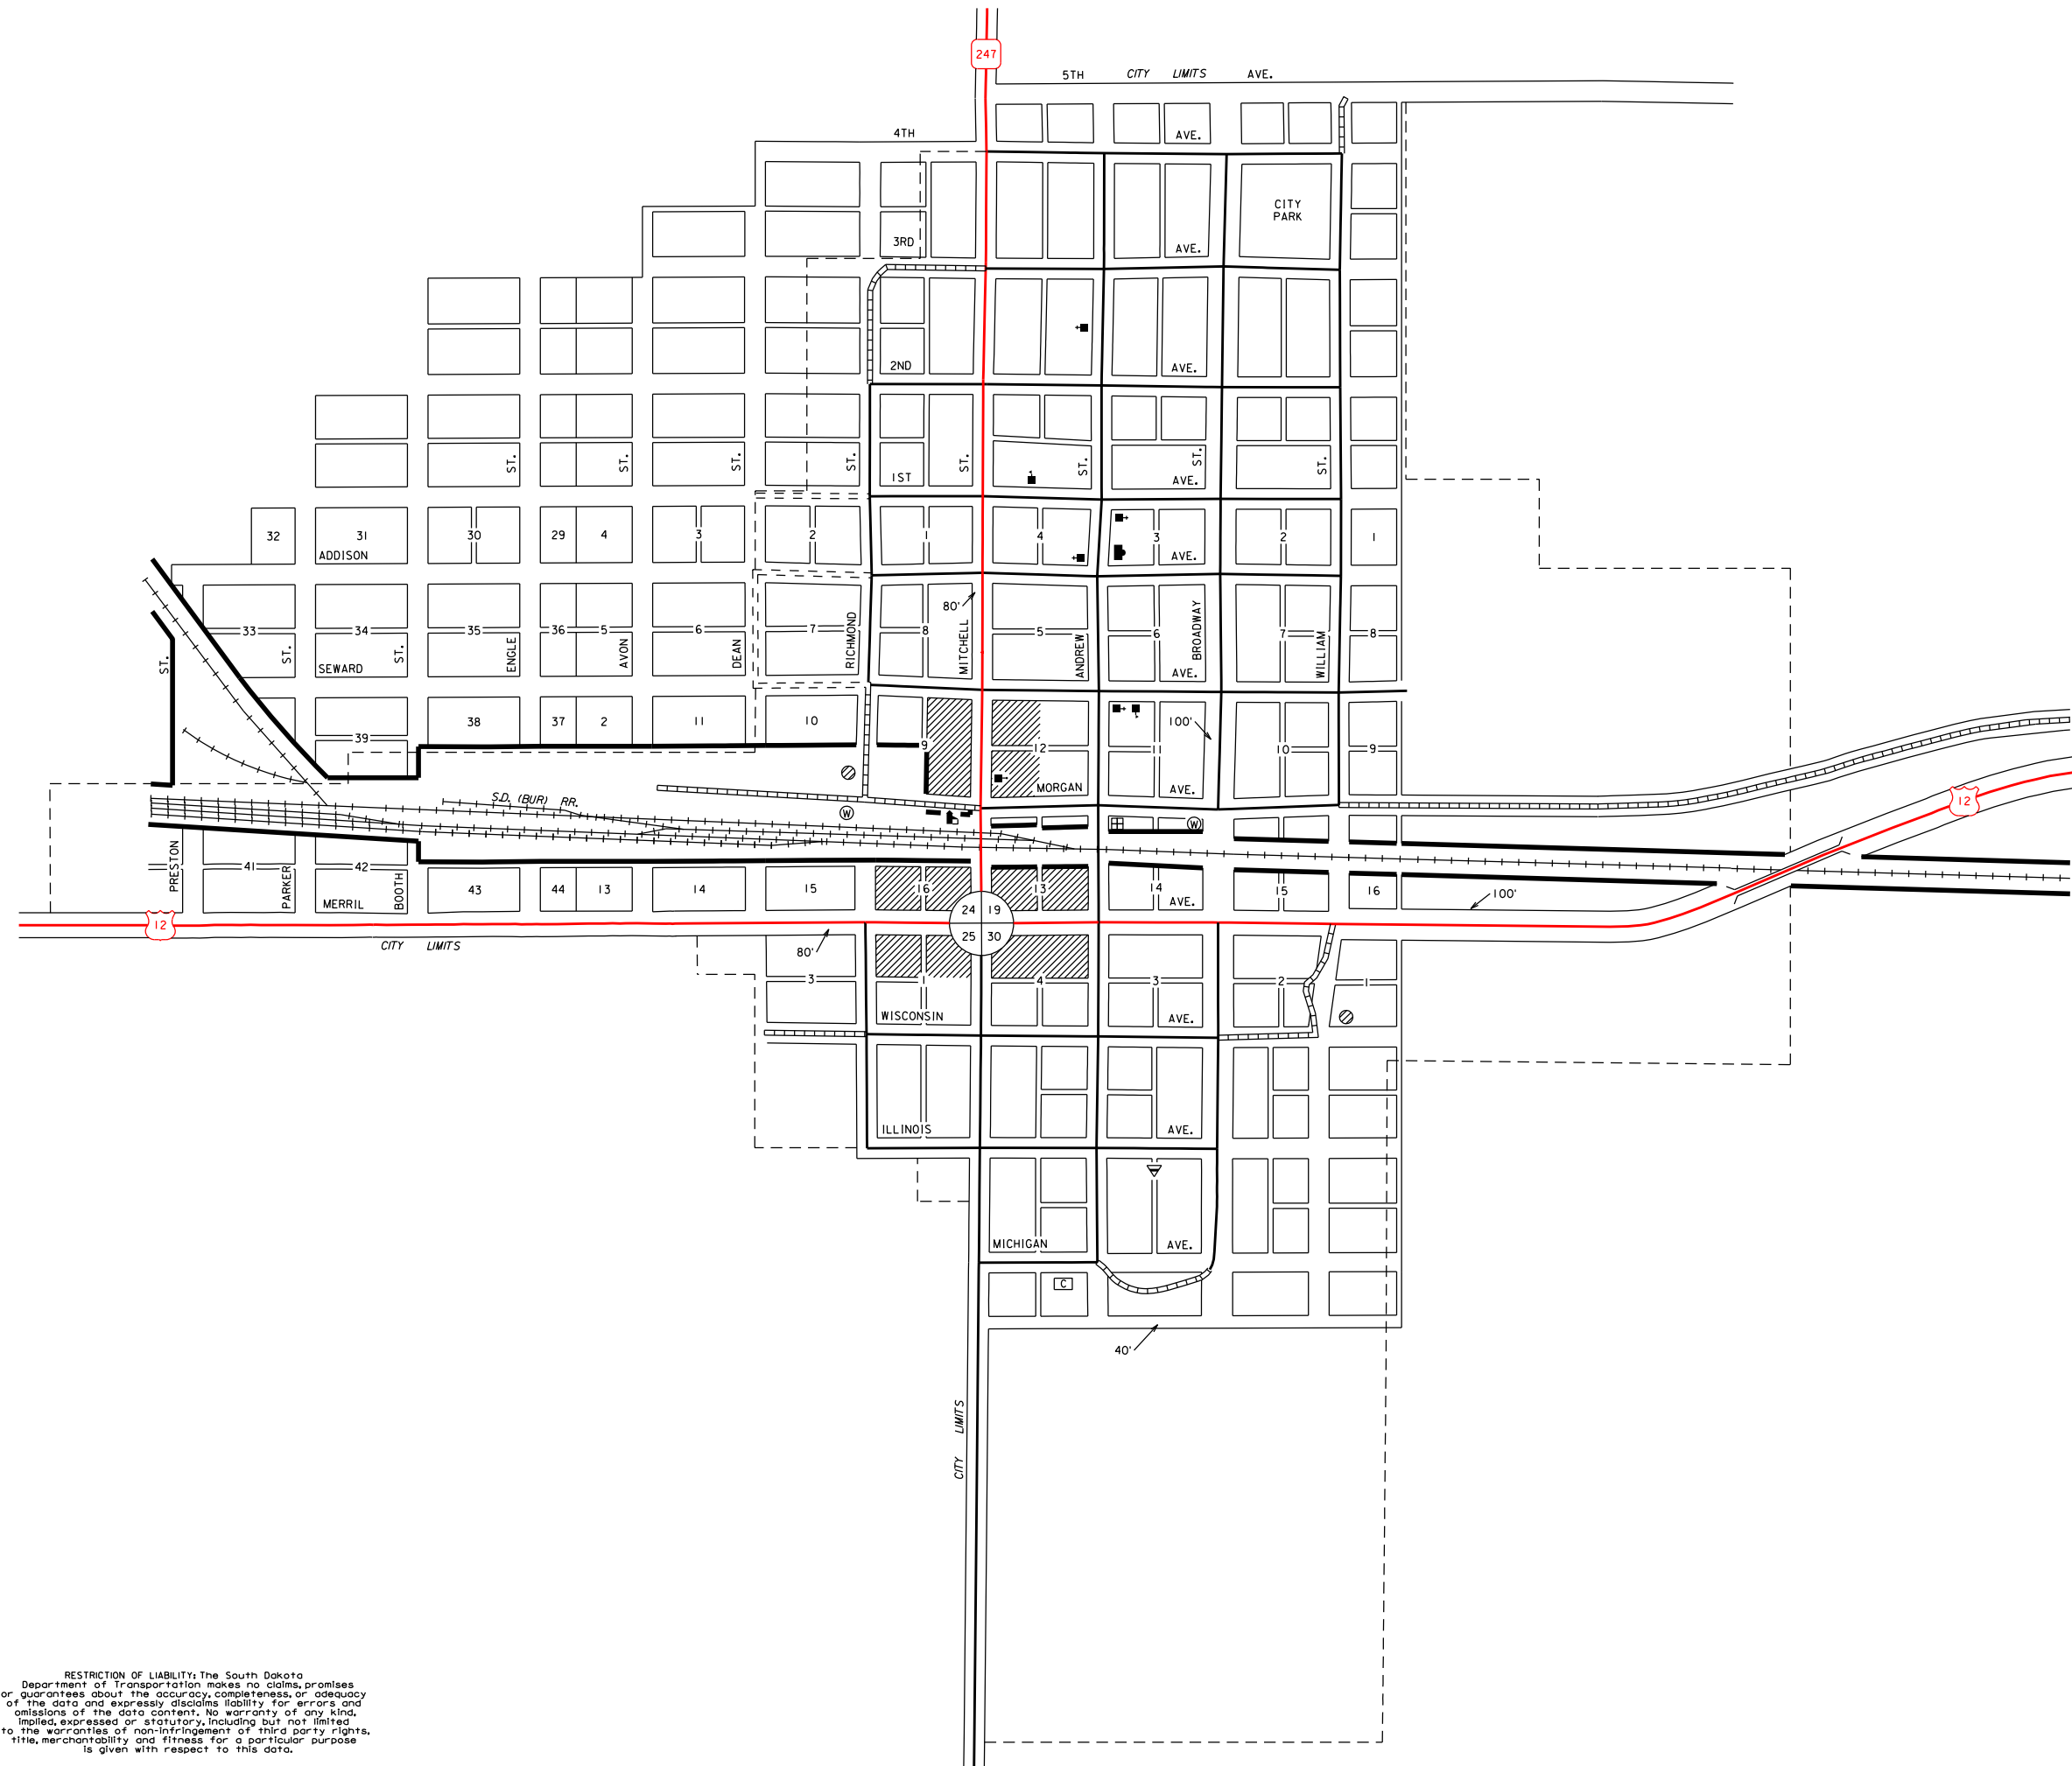 247
5TH CITY LIMITS AVE.
4TH
AVE.
CITY
PARK
3RD
AVE.
2ND
AVE.
ST. ST. ST. ST. ST. ST. ST. ST.
1ST
AVE.
32 31 30 29 4 3 2 1 4 3 2 1
ADDISON
AVE.
80'
33 34 35 36 5 6 7 8 5 6 7 8
ST. ST. ST. ENGLE AVON DEAN RICHMOND MITCHELL ANDREW BROADWAY WILLIAM
SEWARD
AVE.
38 37 2 11 10
100'
39 9 12 11 10 9
MORGAN
AVE.
S.D. (BUR) RR.
W
W
12
PRESTON
41 42
PARKER
BOOTH
43 44 13 14 15 16 13 14 15 16
MERRIL
AVE.
100'
24 19
25 30
12
CITY LIMITS
80'
3 1 4 3 2 1
WISCONSIN
AVE.
ILLINOIS
AVE.
MICHIGAN
AVE.
C
40'
CITY LIMITS
RESTRICTION OF LIABILITY: The South Dakota
Department of Transportation makes no claims, promises
or guarantees about the accuracy, completeness, or adequacy
of the data and expressly disclaims liability for errors and
omissions of the data content. No warranty of any kind,
implied, expressed or statutory, including but not limited
to the warranties of non-infringement of third party rights,
title, merchantability and fitness for a particular purpose
is given with respect to this data.